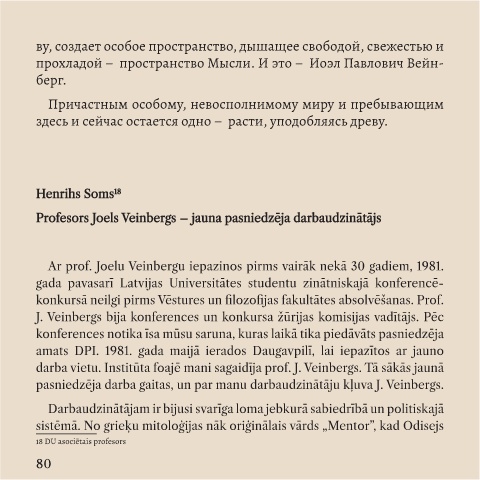 ву, создает особое пространство, дышащее свободой, свежестью и
прохладой – пространство Мысли. И это – Иоэл Павлович Вейн-
берг.
Причастным особому, невосполнимому миру и пребывающим
здесь и сейчас остается одно – расти, уподобляясь древу.
Henrihs Soms¹⁸
Profesors Joels Veinbergs – jauna pasniedzēja darbaudzinātājs
Ar prof. Joelu Veinbergu iepazinos pirms vairāk nekā 30 gadiem, 1981.
gada pavasarī Latvijas Universitātes studentu zinātniskajā konferencē-
konkursā neilgi pirms Vēstures un filozofijas fakultātes absolvēšanas. Prof.
J. Veinbergs bija konferences un konkursa žūrijas komisijas vadītājs. Pēc
konferences notika īsa mūsu saruna, kuras laikā tika piedāvāts pasniedzēja
amats DPI. 1981. gada maijā ierados Daugavpilī, lai iepazītos ar jauno
darba vietu. Institūta foajē mani sagaidīja prof. J. Veinbergs. Tā sākās jaunā
pasniedzēja darba gaitas, un par manu darbaudzinātāju kļuva J. Veinbergs.
Darbaudzinātājam ir bijusi svarīga loma jebkurā sabiedrībā un politiskajā
sistēmā. No grieķu mitoloģijas nāk oriģinālais vārds „Mentor”, kad Odisejs
18 DU asociētais profesors
80